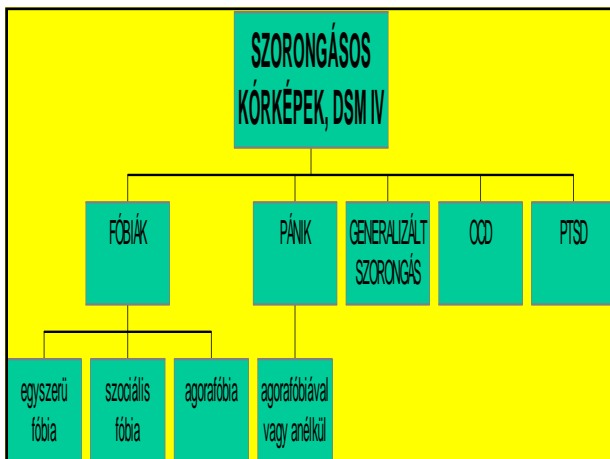 SZORONGÁSOS
KÓRKÉPEK, DSM IV
FÓBIÁK
PÁNIK
GENERALIZÁLT
SZORONGÁS
OCD
PTSD
egyszerű
fóbia
szociális
fóbia
agorafóbia
agorafóbiával
vagy anélkül